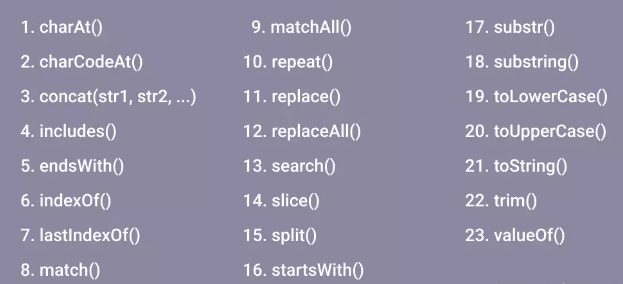 1. charAt()
2. charCodeAt()
3. concat(str1, str2, ...)
4. includes()
5. endsWith()
6. indexOf()
7. lastIndexOf()
8. match()
9. matchAll()
10. repeat()
11. replace()
12. replaceAll()
13. search()
14. slice()
15. split()
16. startsWith()
17. substr()
18. substring()
19. toLowerCase()
20. toUpperCase()
21. toString()
22. trim()
23. valueOf()